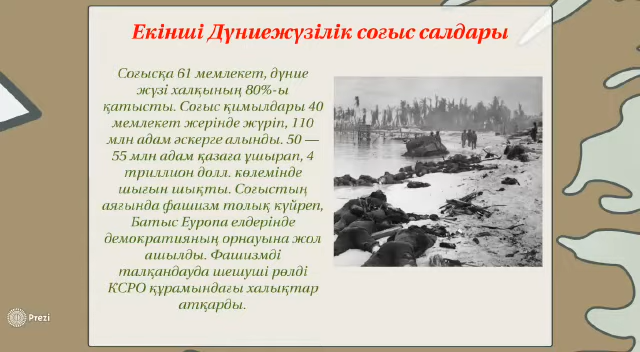 Екінші Дүниежүзілік соғыс салдары
Соғысқа 61 мемлекет, дүние
жүзі халқының 80%-ы
қатысты. Соғыс қимылдары 40
мемлекет жерінде жүріп, 110
млн адам әскерге алынды. 50 —
55 млн адам қазаға ұшырап, 4
триллион долл. көлемінде
шығын шықты. Соғыстың
аяғында фашизм толық күйреп,
Батыс Еуропа елдерінде
демократияның орнауына жол
ашылды. Фашизмді
талқандауда шешуші рөлді
КСРО құрамындағы халықтар
атқарды.
Prezi